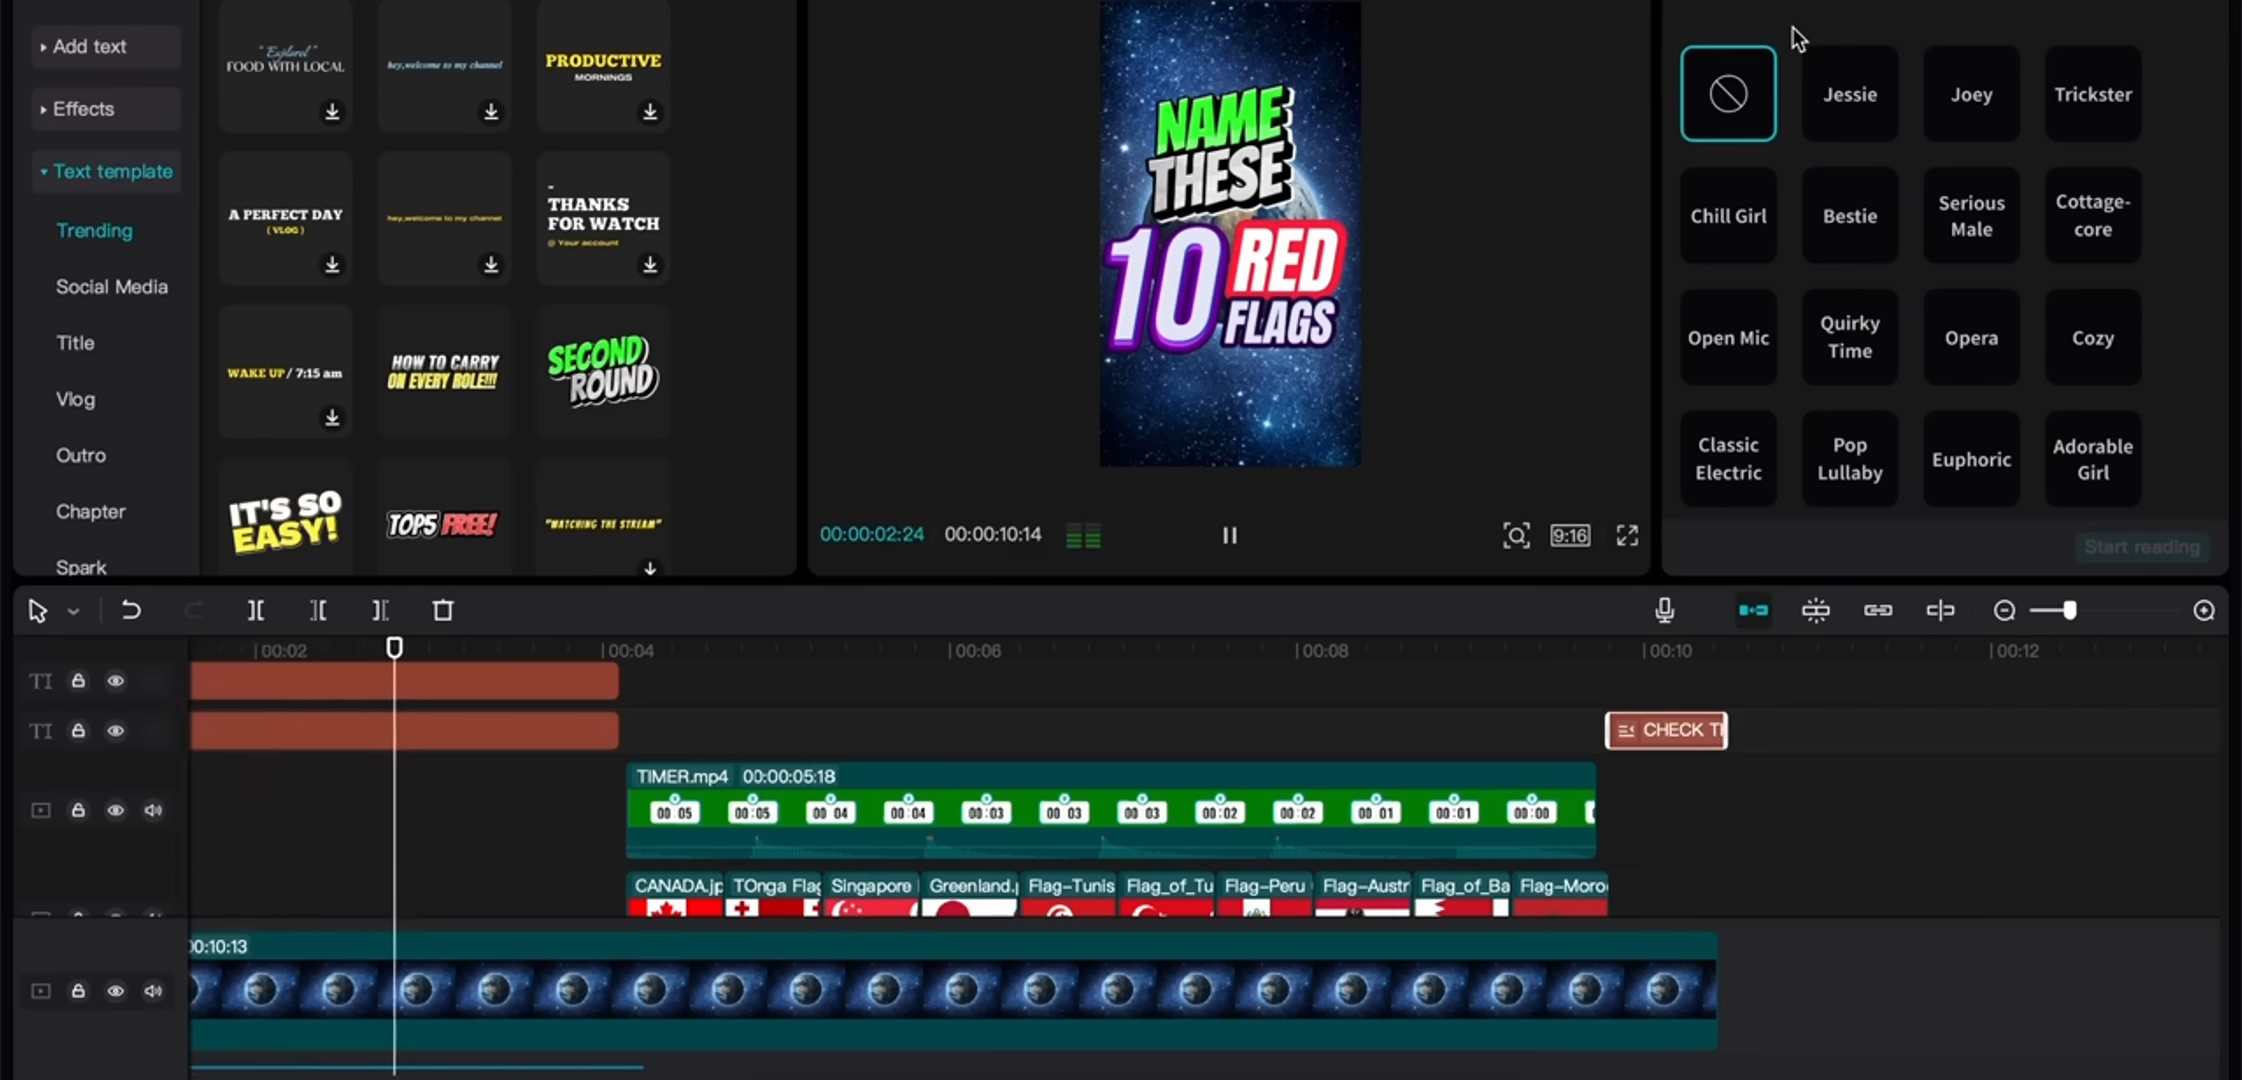 Add text
Effects
Text template
Trending
Social Media
Title
Vlog
Outro
Chapter
Spark
"Explorel"
FOOD WITH LOCAL
hey,welcome to my channel
PRODUCTIVE
MORNINGS
A PERFECT DAY
( VLOG )
hey,welcome to my channel
-
THANKS
FOR WATCH
@ Your account
WAKE UP / 7:15 am
HOW TO CARRY
ON EVERY ROLE!!!
SECOND
ROUND
IT'S SO
EASY!
TOP5 FREE!
"WATCHING THE STREAM"
NAME
THESE
10 RED
FLAGS
00:00:02:24
00:00:10:14
9:16
Jessie
Joey
Trickster
Chill Girl
Bestie
Serious
Male
Cottage-
core
Open Mic
Quirky
Time
Opera
Cozy
Classic
Electric
Pop
Lullaby
Euphoric
Adorable
Girl
Start reading
00:02
00:04
00:06
00:08
00:10
00:12
TI
TI
CHECK T
TIMER.mp4 00:00:05:18
00:05 00:05 00:04 00:04 00:03 00:03 00:03 00:02 00:02 00:01 00:01 00:00
CANADA.jp TOnga Flag Singapore Greenland.j Flag-Tunis Flag_of_Tu Flag-Peru Flag-Austr Flag_of_Ba Flag-Moro
00:10:13